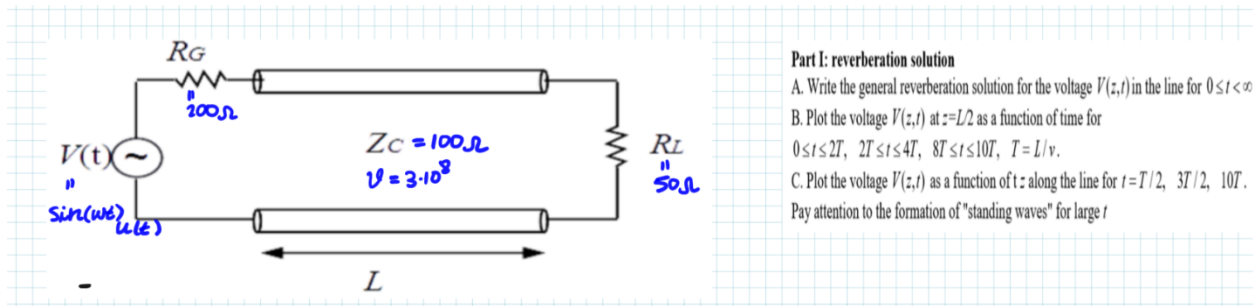 RG
"
200Ω
V(t)
"
sin(wt)
u(t)
Zc = 100Ω
v = 3·10⁸
RL
"
50Ω
L
Part I: reverberation solution
A. Write the general reverberation solution for the voltage V(z,t) in the line for 0≤t<∞
B. Plot the voltage V(z,t) at z=L/2 as a function of time for
0≤t≤2T, 2T≤t≤4T, 8T≤t≤10T, T=L/v.
C. Plot the voltage V(z,t) as a function of t z along the line for t=T/2, 3T/2, 10T.
Pay attention to the formation of "standing waves" for large t